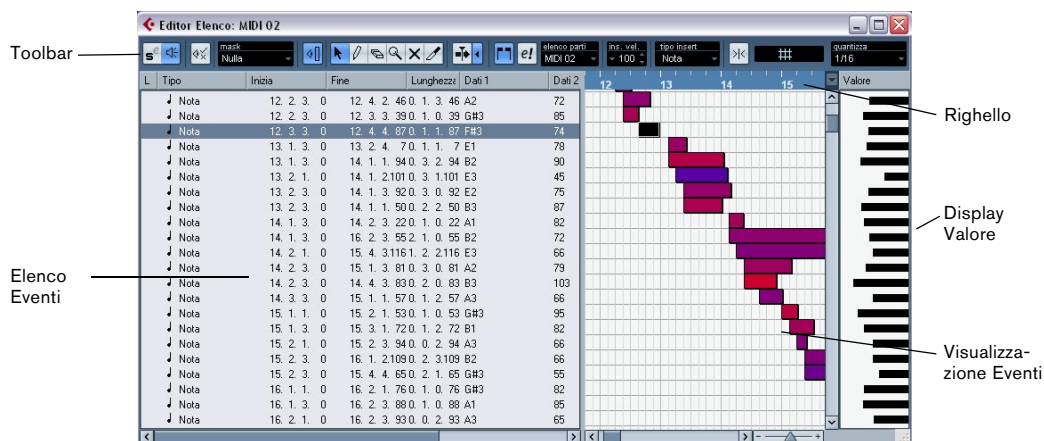 Editor Elenco: MIDI 02
Toolbar
mask
Nulla
elenco parti
MIDI 02
ins. vel.
100
tipo insert
Nota
quantizza
1/16
L Tipo Inizia Fine Lunghezza Dati 1 Dati 2 12 13 14 15 Valore
Nota 12. 2. 3. 0 12. 4. 2. 46 0. 1. 3. 46 A2 72
Nota 12. 2. 3. 0 12. 3. 3. 39 0. 1. 0. 39 G#3 85
Nota 12. 3. 3. 0 12. 4. 4. 87 0. 1. 1. 87 F#3 74
Nota 13. 1. 3. 0 13. 2. 4. 7 0. 1. 1. 7 E1 78
Nota 13. 1. 3. 0 14. 1. 1. 94 0. 3. 2. 94 B2 90
Nota 13. 2. 1. 0 14. 1. 2.101 0. 3. 1.101 E3 45
Nota 13. 2. 3. 0 14. 1. 3. 92 0. 3. 0. 92 E2 75
Nota 13. 2. 3. 0 14. 1. 1. 50 0. 2. 2. 50 B3 87
Nota 14. 1. 3. 0 14. 2. 3. 22 0. 1. 0. 22 A1 82
Nota 14. 1. 3. 0 16. 2. 3. 55 2. 1. 0. 55 B2 72
Nota 14. 2. 1. 0 15. 4. 3.116 1. 2. 2.116 E3 66
Nota 14. 2. 3. 0 15. 1. 3. 81 0. 3. 0. 81 A2 79
Nota 14. 2. 3. 0 14. 4. 3. 83 0. 2. 0. 83 B3 103
Nota 14. 3. 3. 0 15. 1. 1. 57 0. 1. 2. 57 A3 66
Nota 15. 1. 1. 0 15. 2. 1. 53 0. 1. 0. 53 G#3 95
Nota 15. 1. 3. 0 15. 3. 1. 72 0. 1. 2. 72 B1 82
Nota 15. 2. 1. 0 15. 2. 3. 94 0. 0. 2. 94 A3 66
Nota 15. 2. 3. 0 16. 1. 2.109 0. 2. 3.109 B2 66
Nota 15. 2. 3. 0 15. 4. 4. 65 0. 2. 1. 65 G#3 55
Nota 16. 1. 1. 0 16. 2. 1. 76 0. 1. 0. 76 G#3 82
Nota 16. 1. 3. 0 16. 2. 3. 88 0. 1. 0. 88 A1 85
Nota 16. 2. 1. 0 16. 2. 3. 93 0. 0. 2. 93 A3 65
Elenco
Eventi
Righello
Display
Valore
Visualizza-
zione Eventi